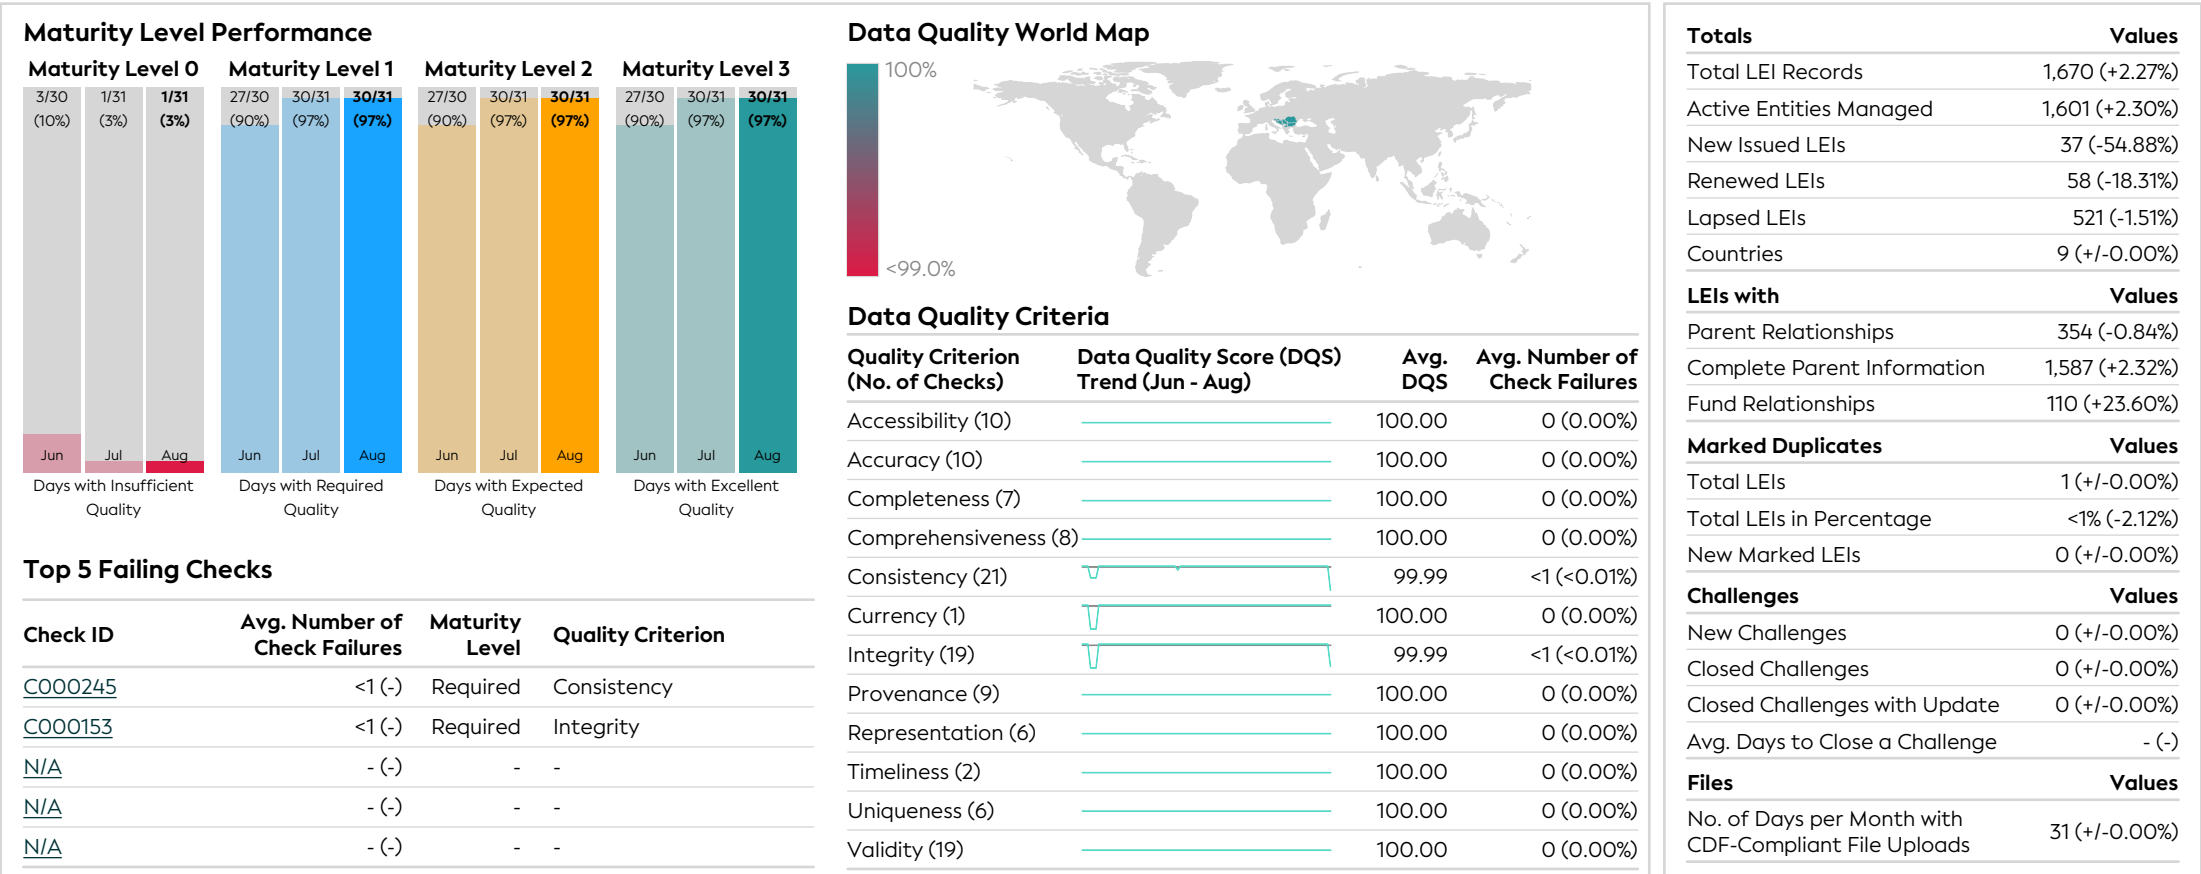 Maturity Level Performance
Maturity Level 0
3/30 1/31 1/31
(10%) (3%) (3%)
Jun Jul Aug
Days with Insufficient
Quality
Maturity Level 1
27/30 30/31 30/31
(90%) (97%) (97%)
Jun Jul Aug
Days with Required
Quality
Maturity Level 2
27/30 30/31 30/31
(90%) (97%) (97%)
Jun Jul Aug
Days with Expected
Quality
Maturity Level 3
27/30 30/31 30/31
(90%) (97%) (97%)
Jun Jul Aug
Days with Excellent
Quality
Top 5 Failing Checks
Check ID Avg. Number of Check Failures Maturity Level Quality Criterion
C000245 <1 (-) Required Consistency
C000153 <1 (-) Required Integrity
N/A - (-) - -
N/A - (-) - -
N/A - (-) - -
Data Quality World Map
100%
<99.0%
Data Quality Criteria
Quality Criterion (No. of Checks) Data Quality Score (DQS) Trend (Jun - Aug) Avg. DQS Avg. Number of Check Failures
Accessibility (10) 100.00 0 (0.00%)
Accuracy (10) 100.00 0 (0.00%)
Completeness (7) 100.00 0 (0.00%)
Comprehensiveness (8) 100.00 0 (0.00%)
Consistency (21) 99.99 <1 (<0.01%)
Currency (1) 100.00 0 (0.00%)
Integrity (19) 99.99 <1 (<0.01%)
Provenance (9) 100.00 0 (0.00%)
Representation (6) 100.00 0 (0.00%)
Timeliness (2) 100.00 0 (0.00%)
Uniqueness (6) 100.00 0 (0.00%)
Validity (19) 100.00 0 (0.00%)
Totals Values
Total LEI Records 1,670 (+2.27%)
Active Entities Managed 1,601 (+2.30%)
New Issued LEIs 37 (-54.88%)
Renewed LEIs 58 (-18.31%)
Lapsed LEIs 521 (-1.51%)
Countries 9 (+/-0.00%)
LEIs with Values
Parent Relationships 354 (-0.84%)
Complete Parent Information 1,587 (+2.32%)
Fund Relationships 110 (+23.60%)
Marked Duplicates Values
Total LEIs 1 (+/-0.00%)
Total LEIs in Percentage <1% (-2.12%)
New Marked LEIs 0 (+/-0.00%)
Challenges Values
New Challenges 0 (+/-0.00%)
Closed Challenges 0 (+/-0.00%)
Closed Challenges with Update 0 (+/-0.00%)
Avg. Days to Close a Challenge - (-)
Files Values
No. of Days per Month with
CDF-Compliant File Uploads 31 (+/-0.00%)